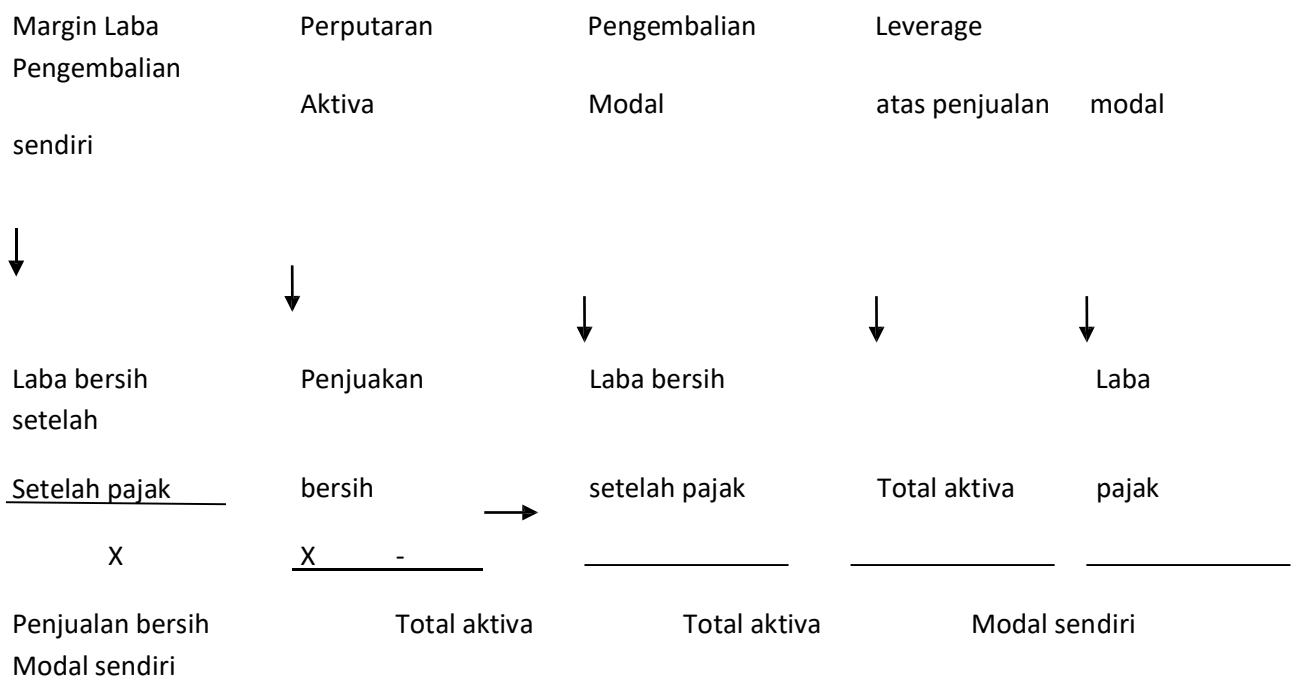 Margin Laba Perputaran Pengembalian Leverage
Pengembalian
Aktiva Modal atas penjualan modal
sendiri
Laba bersih Penjuakan Laba bersih Laba
setelah
Setelah pajak bersih setelah pajak Total aktiva pajak
X X -
Penjualan bersih Total aktiva Total aktiva Modal sendiri
Modal sendiri